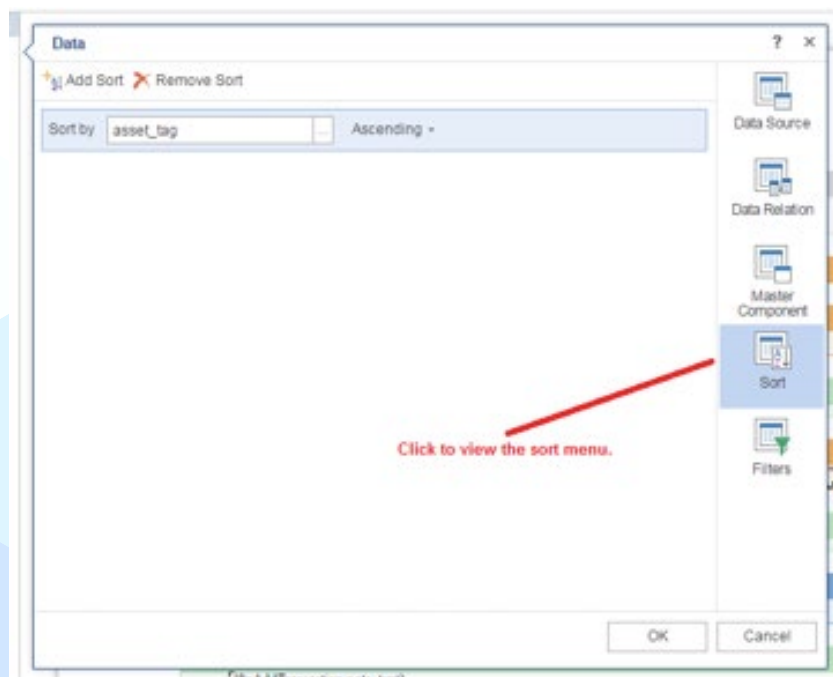 Data
? ×
Add Sort Remove Sort
Sort by asset_tag ... Ascending
Data Source
Data Relation
Master
Component
Sort
Click to view the sort menu.
Filters
OK Cancel